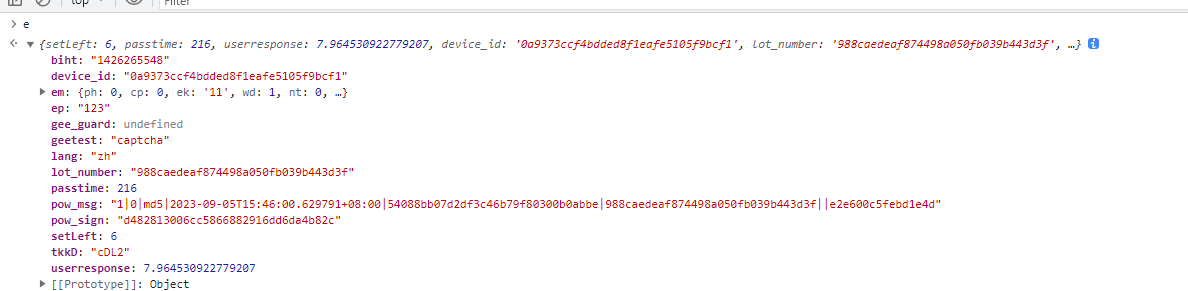 top
Filter
> e
{setLeft: 6, passtime: 216, userresponse: 7.964530922779207, device_id: '0a9373ccf4bdded8f1eafe5105f9bcf1', lot_number: '988caedeaf874498a050fb039b443d3f', …}
biht: "1426265548"
device_id: "0a9373ccf4bdded8f1eafe5105f9bcf1"
em: {ph: 0, cp: 0, ek: '11', wd: 1, nt: 0, …}
ep: "123"
gee_guard: undefined
geetest: "captcha"
lang: "zh"
lot_number: "988caedeaf874498a050fb039b443d3f"
passtime: 216
pow_msg: "1|0|md5|2023-09-05T15:46:00.629791+08:00|54088bb07d2df3c46b79f80300b0abbe|988caedeaf874498a050fb039b443d3f||e2e600c5febd1e4d"
pow_sign: "d482813006cc5866882916dd6da4b82c"
setLeft: 6
tkkD: "cDL2"
userresponse: 7.964530922779207
[[Prototype]]: Object